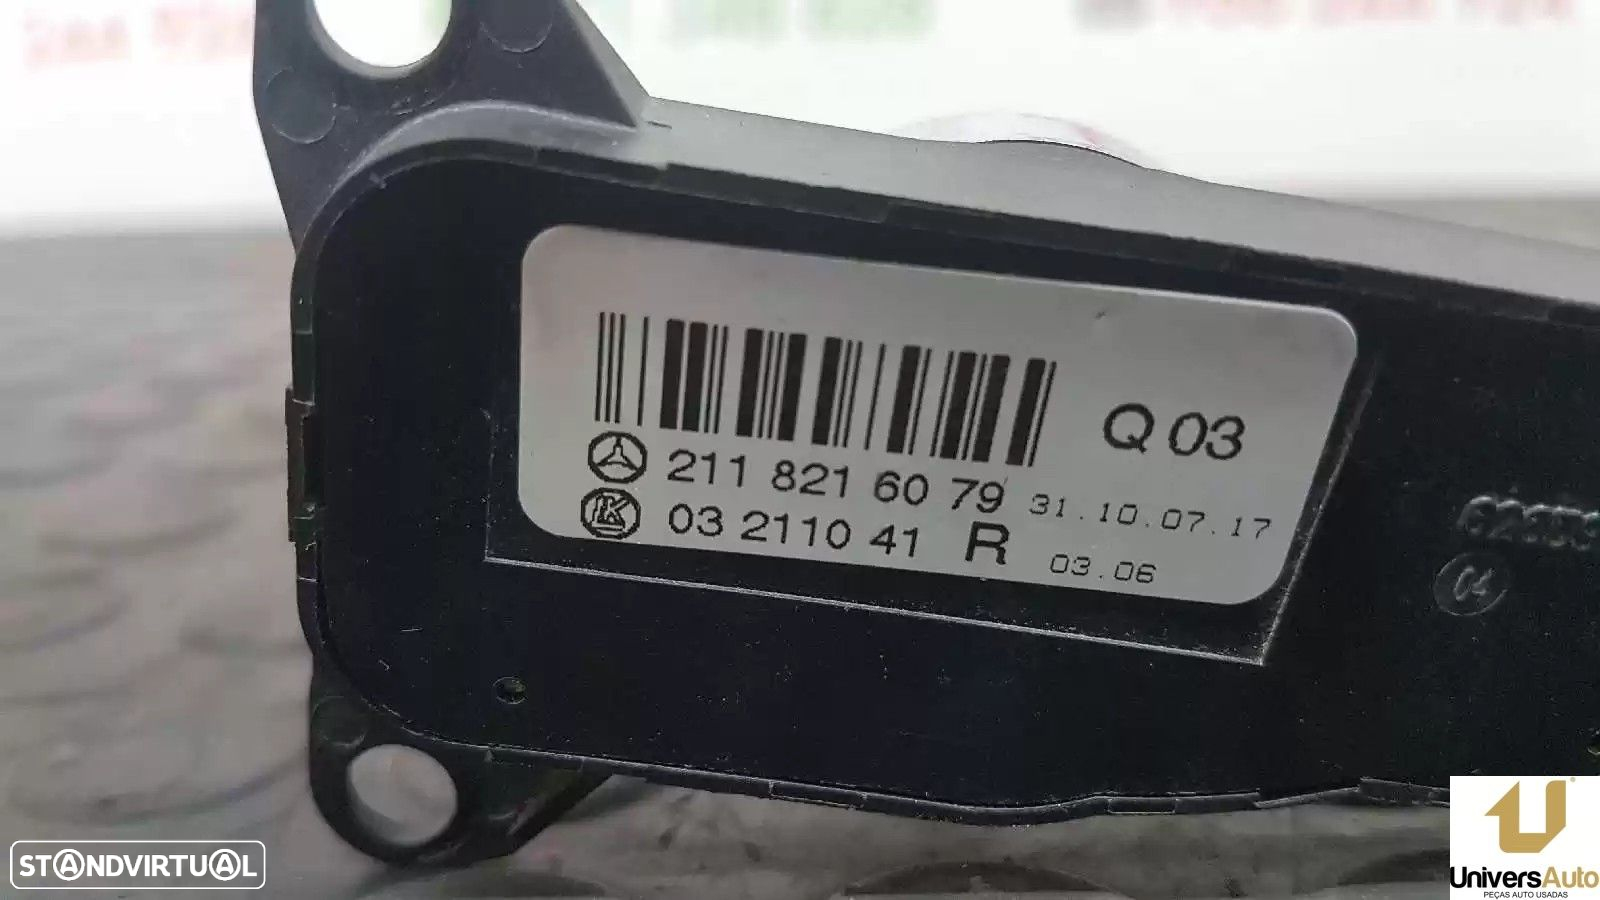 Q 03
211 821 60 79 31.10.07.17
03 2110 41 R 03.06
04
STANDVIRTUAL
UniversAuto
PEÇAS AUTO USADAS